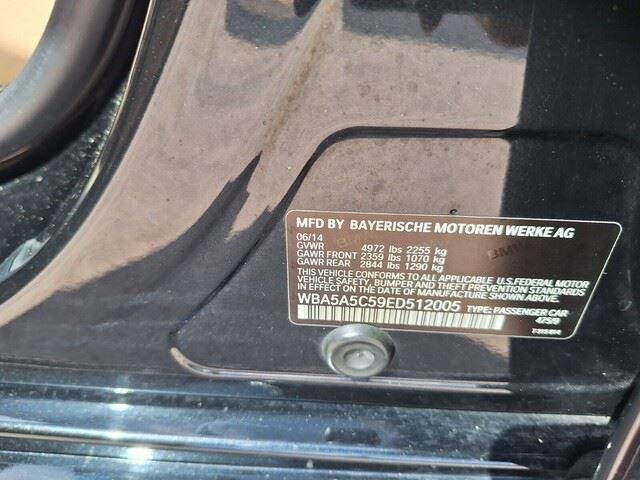 MFD BY BAYERISCHE MOTOREN WERKE AG
06/14
GVWR 4972 lbs 2255 kg
GAWR FRONT 2359 lbs 1070 kg
GAWR REAR 2844 lbs 1290 kg
THIS VEHICLE CONFORMS TO ALL APPLICABLE U.S.FEDERAL MOTOR
VEHICLE SAFETY, BUMPER AND THEFT PREVENTION STANDARDS
IN EFFECT ON THE DATE OF MANUFACTURE SHOWN ABOVE.
WBA5A5C59ED512005 TYPE: PASSENGER CAR
475/9